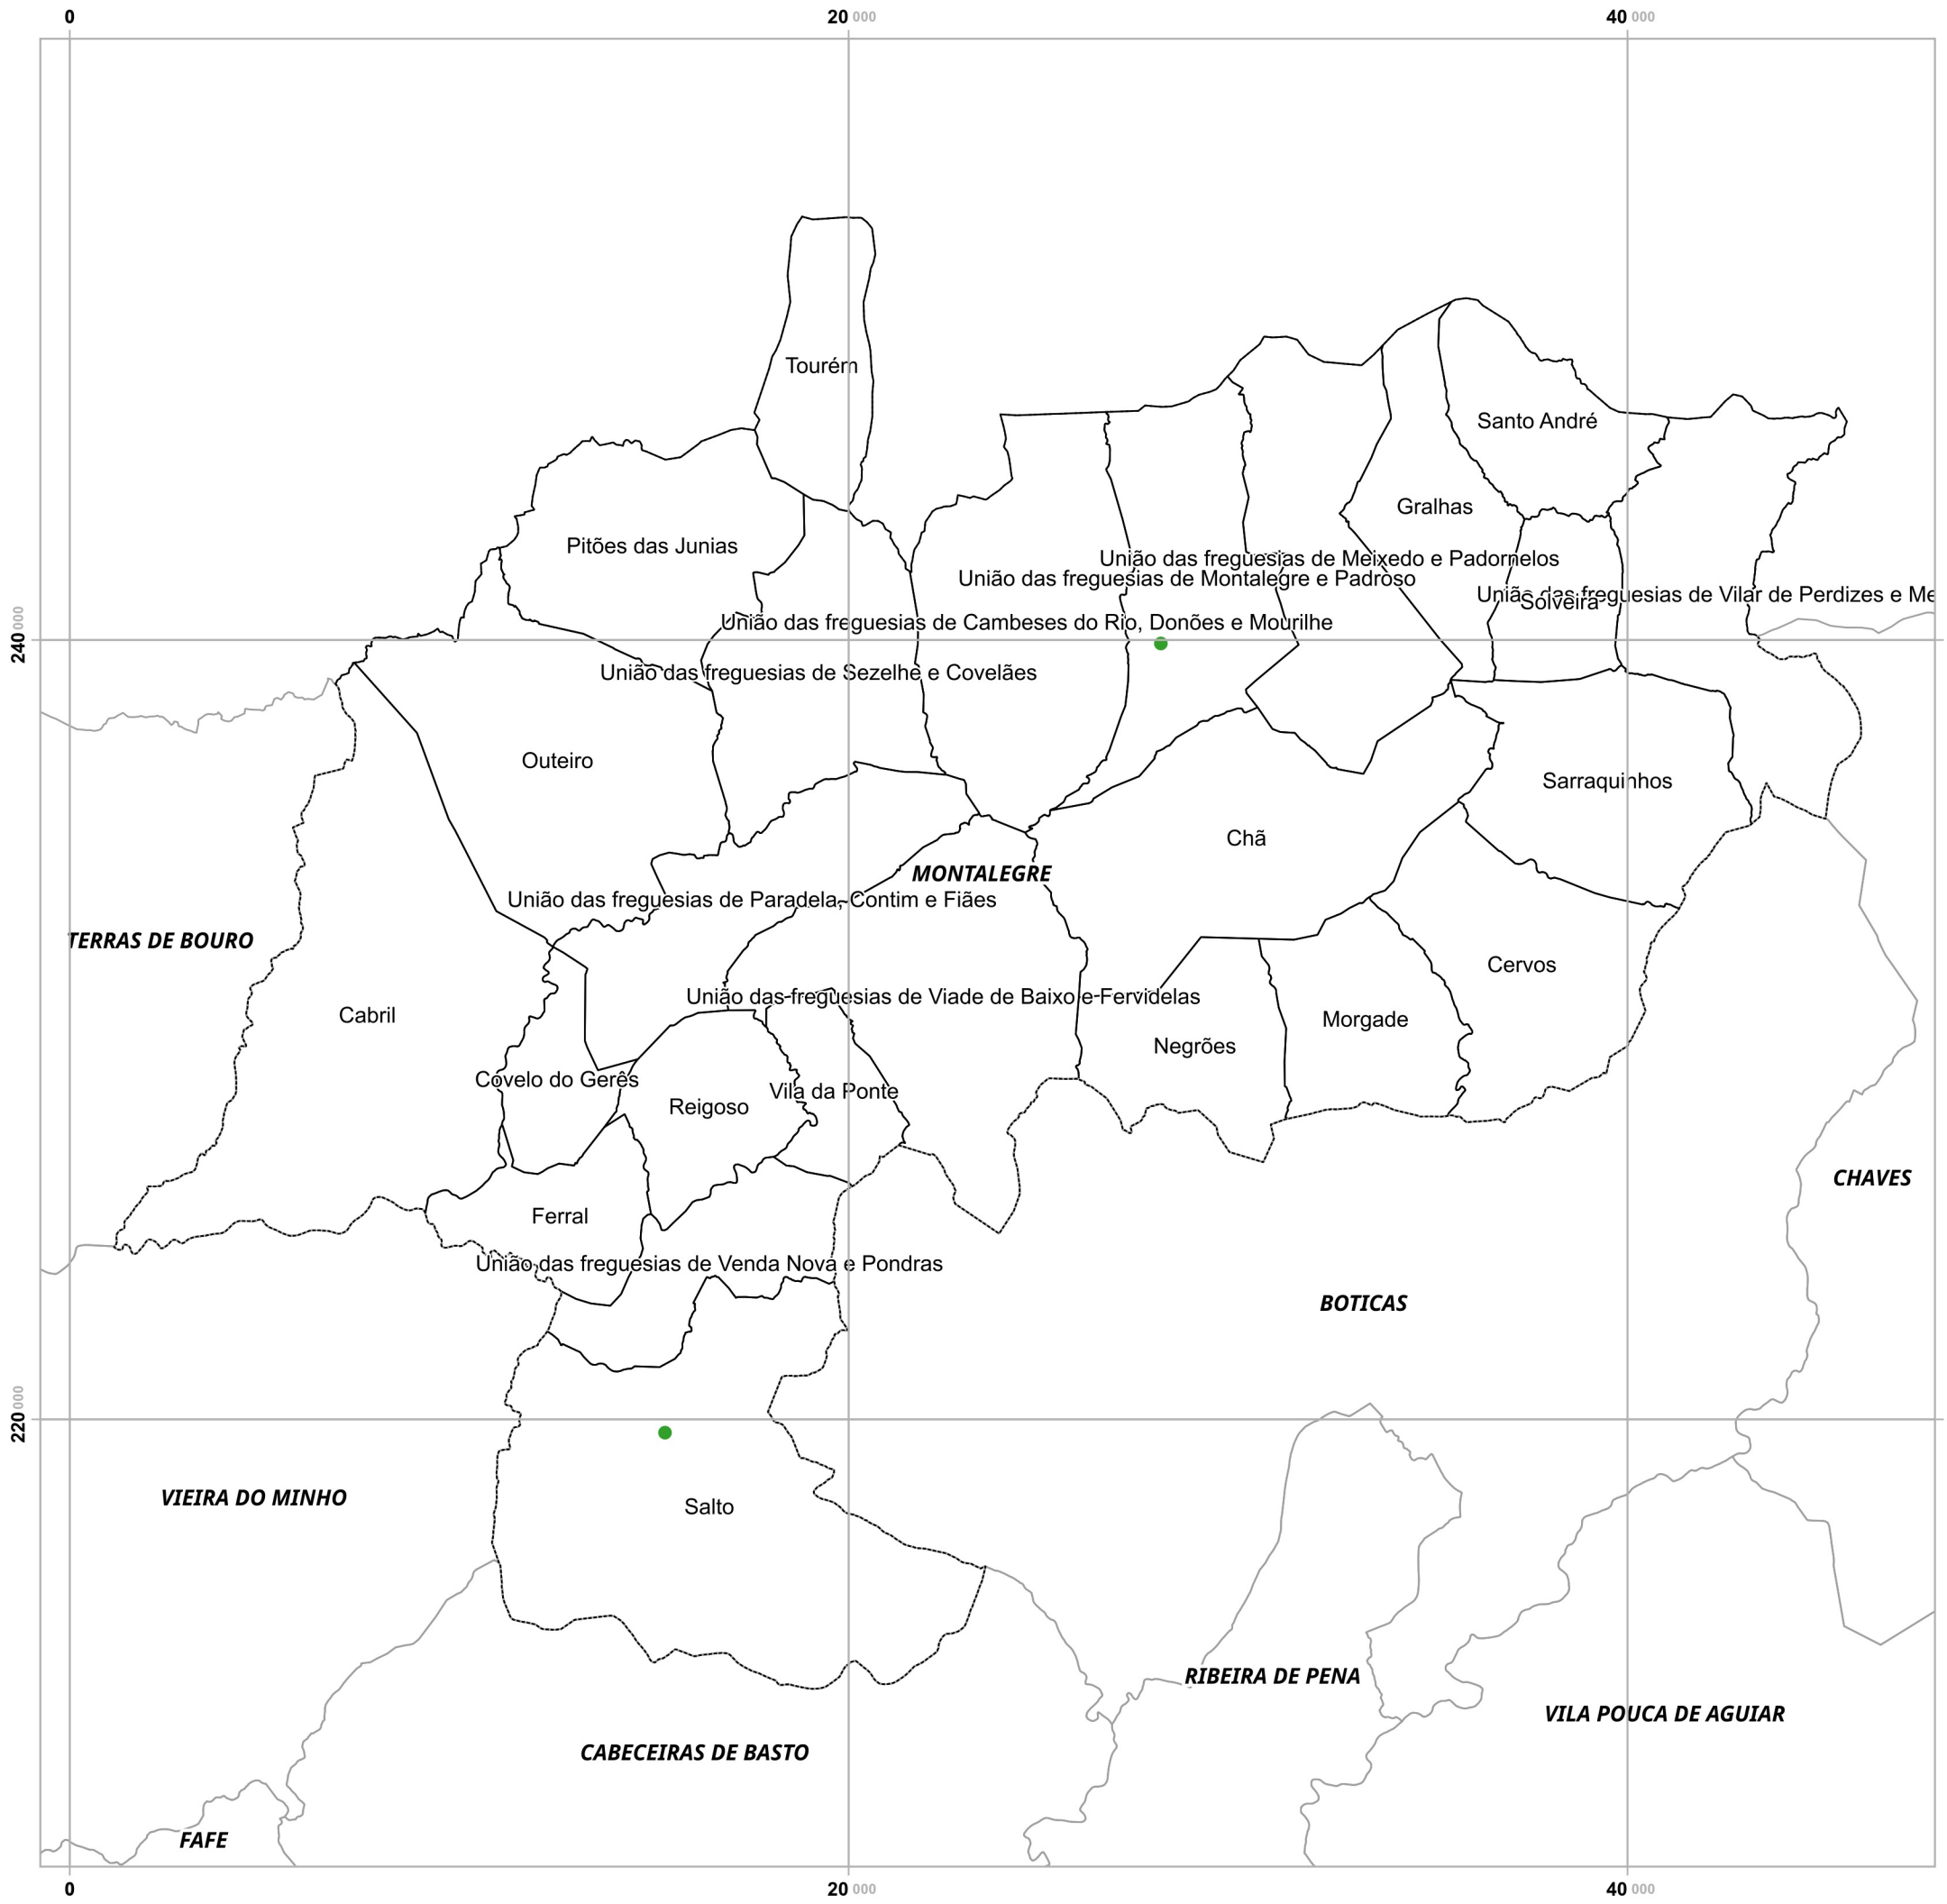 0
20 000
40 000
Tourém
Santo André
Gralhas
Pitões das Junias
União das freguesias de Meixedo e Padornelos
União das freguesias de Montalegre e Padroso
União das freguesias de Vilar de Perdizes e Me
Solveira
União das freguesias de Cambeses do Rio, Donões e Mourilhe
240 000
União das freguesias de Sezelhe e Covelães
Outeiro
Sarraquinhos
Chã
MONTALEGRE
União das freguesias de Paradela, Contim e Fiães
TERRAS DE BOURO
Cervos
União das freguesias de Viade de Baixo e Fervidelas
Cabril
Morgade
Negrões
Covelo do Gerês
Vila da Ponte
Reigoso
CHAVES
Ferral
União das freguesias de Venda Nova e Pondras
BOTICAS
220 000
VIEIRA DO MINHO
Salto
RIBEIRA DE PENA
VILA POUCA DE AGUIAR
CABECEIRAS DE BASTO
FAFE
0
20 000
40 000